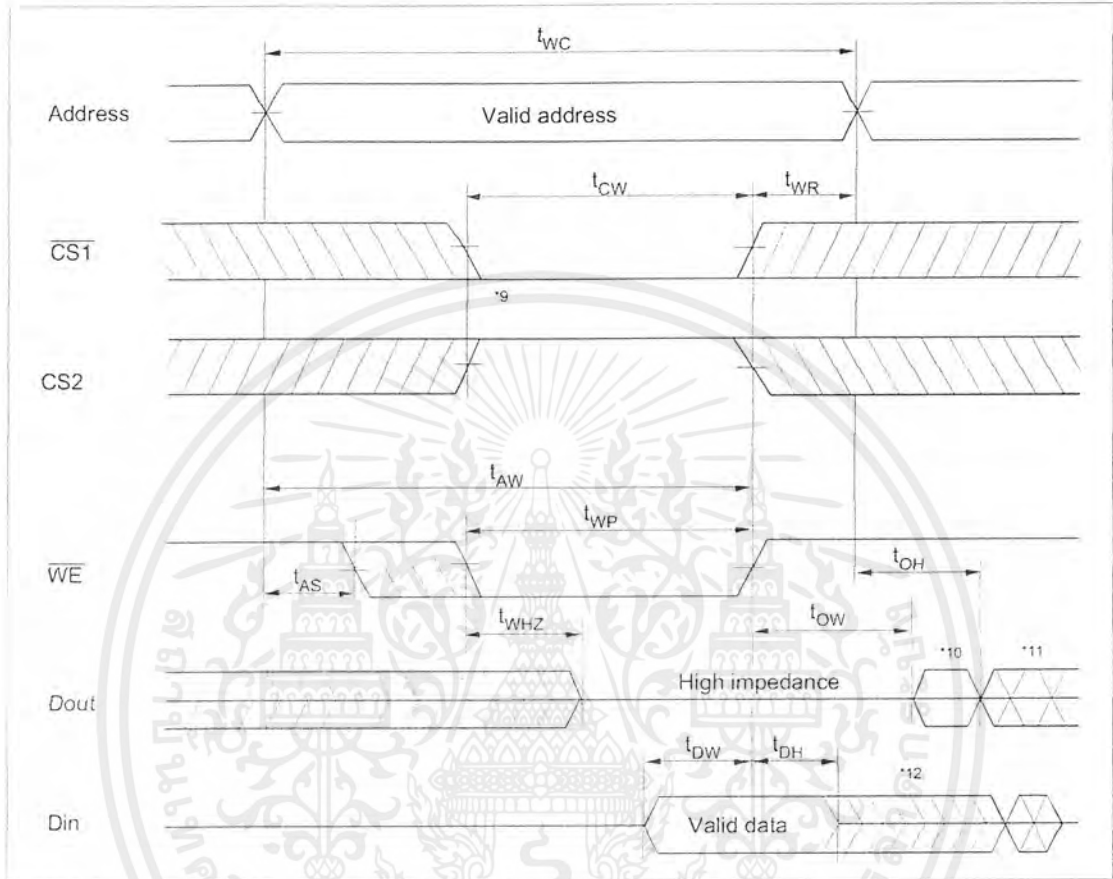 tWC
Address
Valid address
tCW
tWR
CS1
*9
CS2
tAW
tWP
WE
tAS
tOH
tWHZ
tOW
*10
*11
High impedance
Dout
tDW
tDH
*12
Valid data
Din